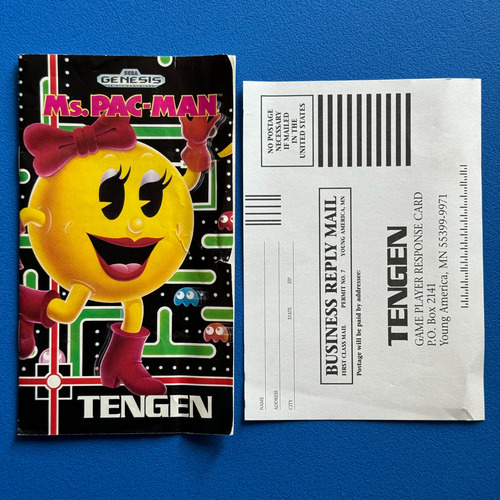 SEGA
GENESIS
Ms. PAC-MAN
TENGEN
NAME
ADDRESS
CITY
STATE
ZIP
NO POSTAGE
NECESSARY
IF MAILED
IN THE
UNITED STATES
BUSINESS REPLY MAIL
FIRST CLASS MAIL PERMIT NO. 7 YOUNG AMERICA, MN
Postage will be paid by addressee:
TENGEN
GAME PLAYER RESPONSE CARD
P.O. Box 2141
Young America, MN 55399-9971